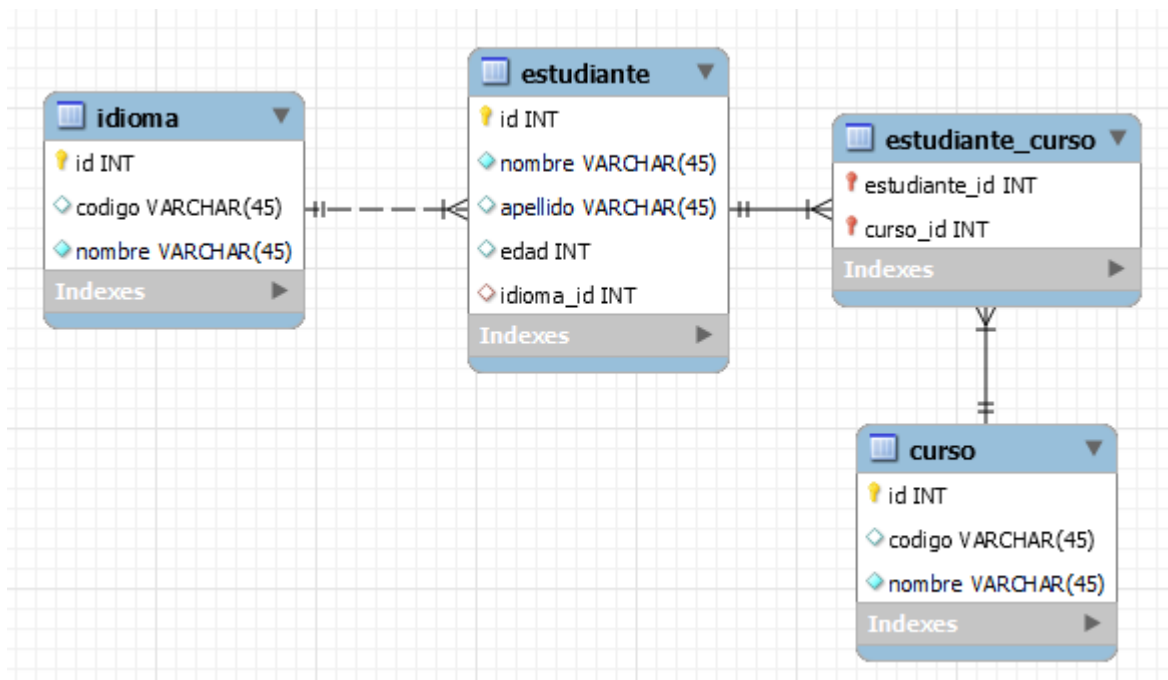 idioma
id INT
codigo VARCHAR(45)
nombre VARCHAR(45)
Indexes
estudiante
id INT
nombre VARCHAR(45)
apellido VARCHAR(45)
edad INT
idioma_id INT
Indexes
estudiante_curso
estudiante_id INT
curso_id INT
Indexes
curso
id INT
codigo VARCHAR(45)
nombre VARCHAR(45)
Indexes